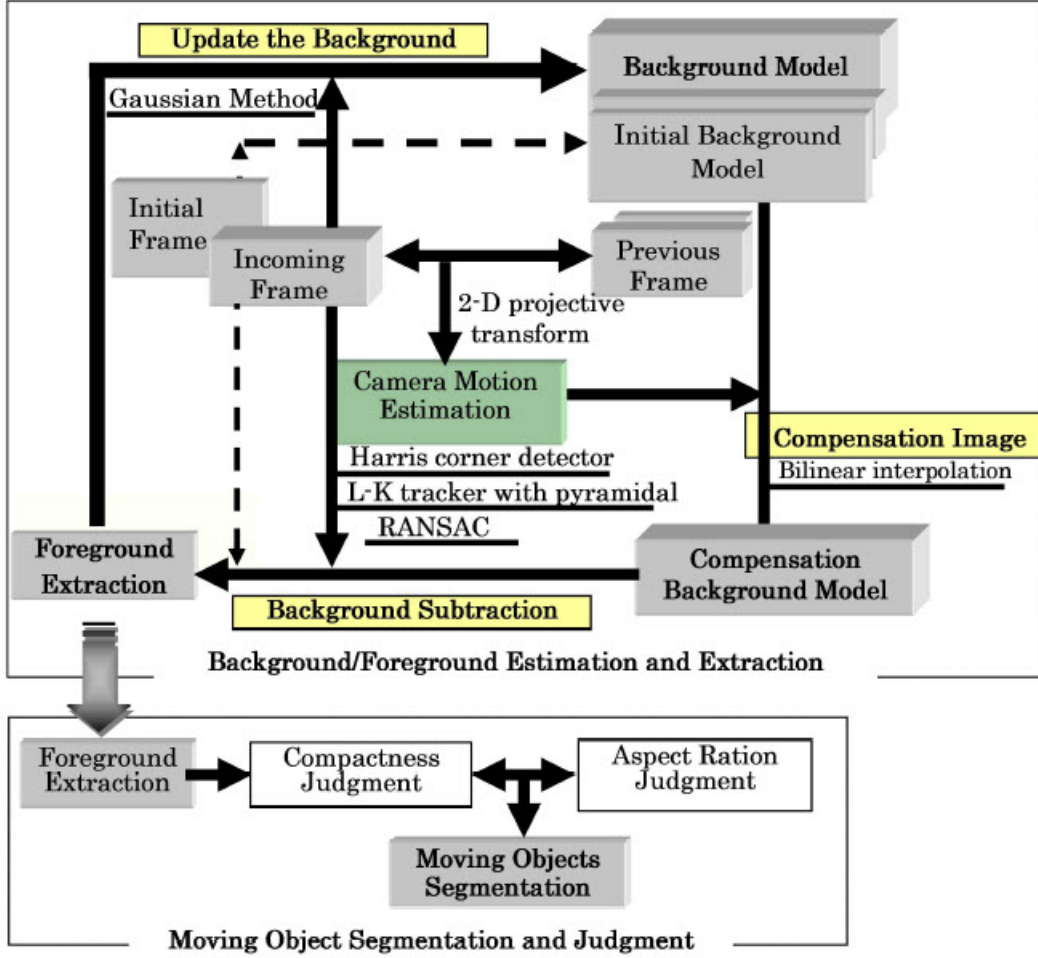 Update the Background
Background Model
Gaussian Method
Initial Background
Model
Initial
Frame
Incoming
Frame
Previous
Frame
2-D projective
transform
Camera Motion
Estimation
Compensation Image
Harris corner detector
Bilinear interpolation
L-K tracker with pyramidal
RANSAC
Foreground
Extraction
Compensation
Background Model
Background Subtraction
Background/Foreground Estimation and Extraction
Foreground
Extraction
Compactness
Judgment
Aspect Ration
Judgment
Moving Objects
Segmentation
Moving Object Segmentation and Judgment